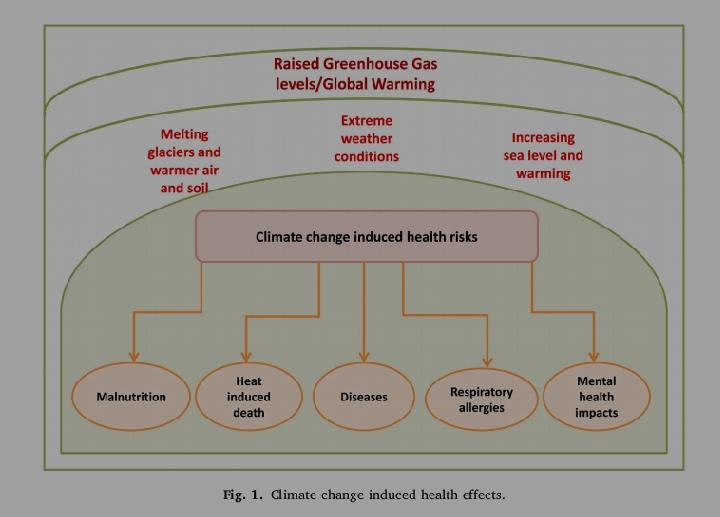 Raised Greenhouse Gas
levels/Global Warming
Melting
glaciers and
warmer air
and soil
Extreme
weather
conditions
Increasing
sea level and
warming
Climate change induced health risks
Malnutrition
Heat
induced
death
Diseases
Respiratory
allergies
Mental
health
impacts
Fig. 1. Climate change induced health effects.